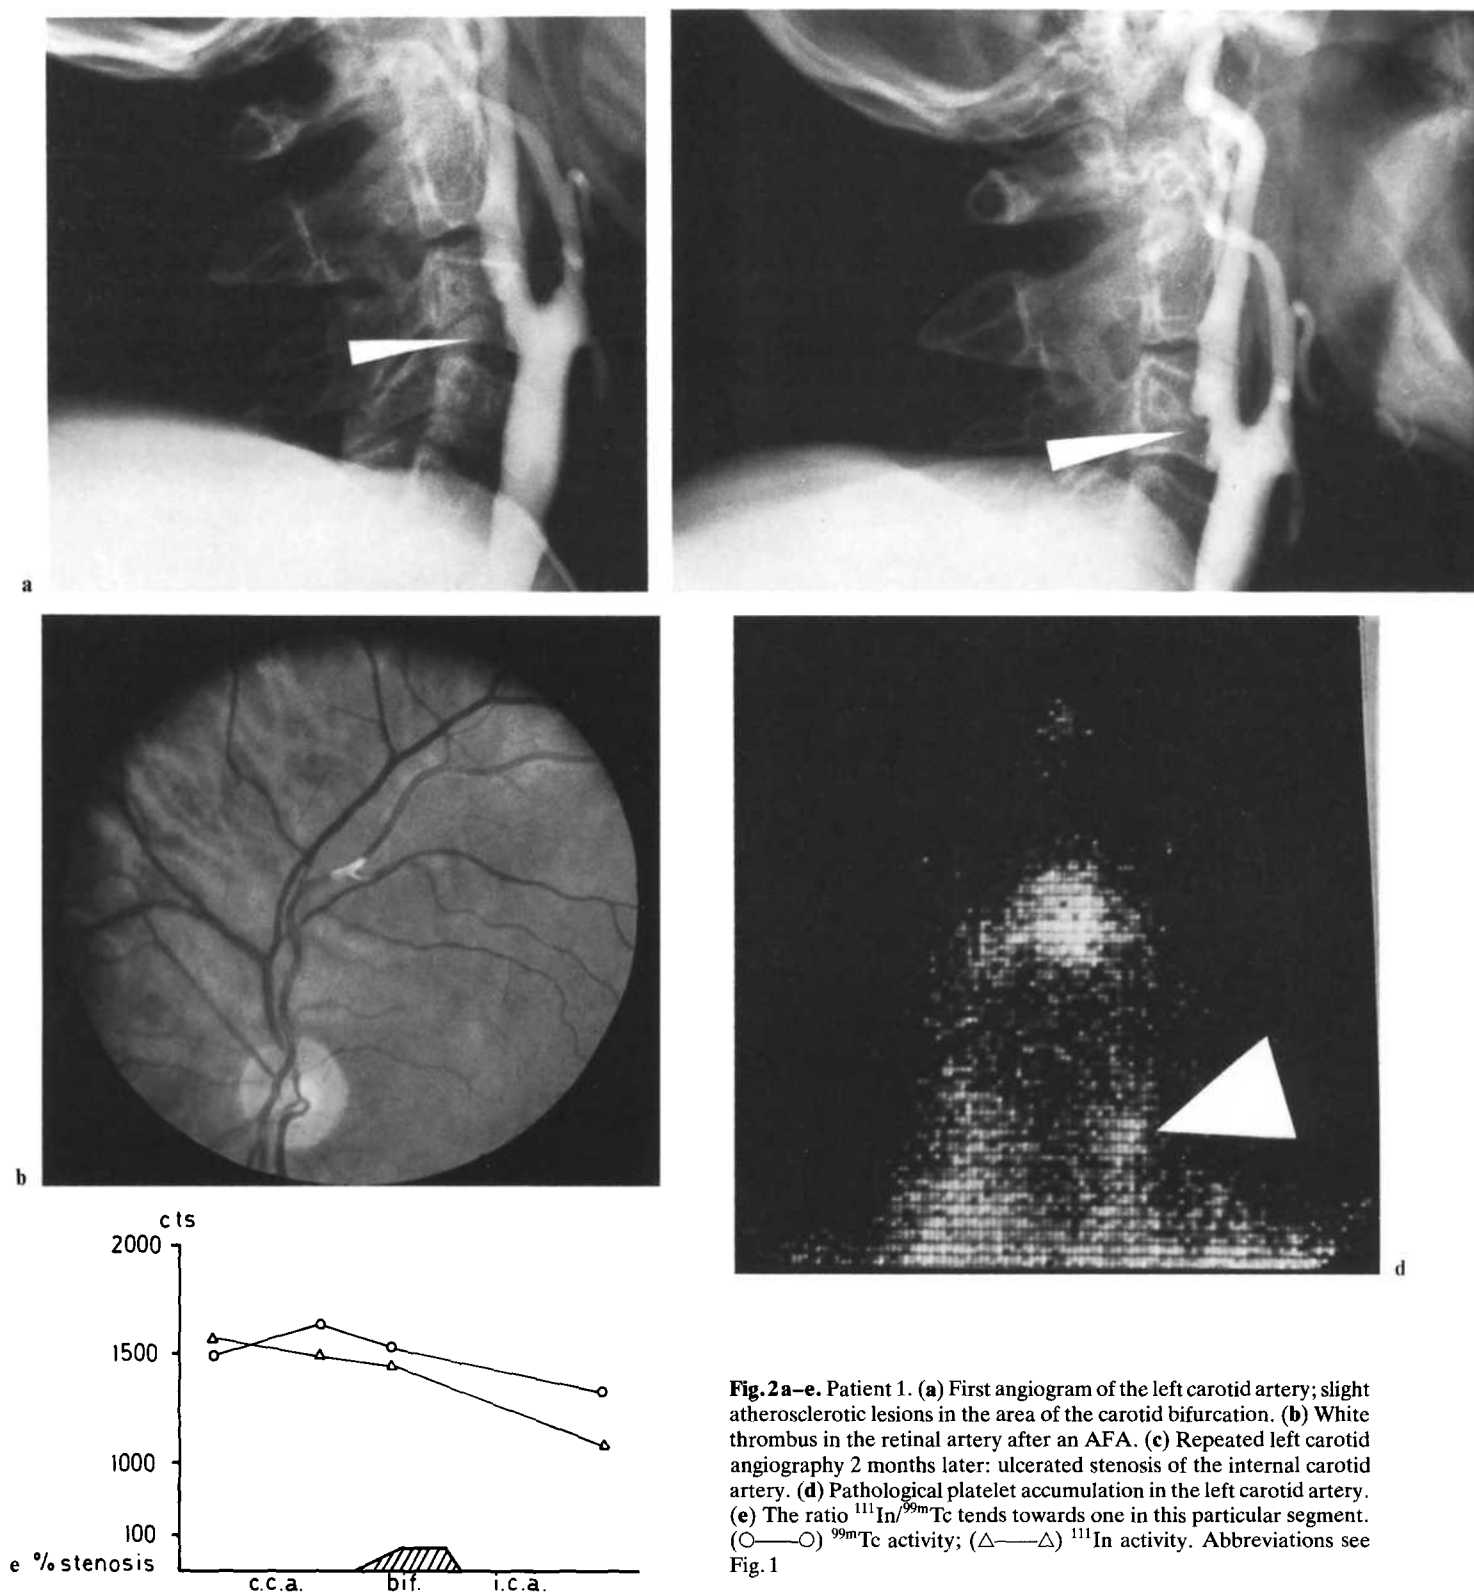 a
b
d
cts
2000
1500
1000
100
e % stenosis
c.c.a. bif. i.c.a.
Fig. 2 a–e. Patient 1. (a) First angiogram of the left carotid artery; slight
atherosclerotic lesions in the area of the carotid bifurcation. (b) White
thrombus in the retinal artery after an AFA. (c) Repeated left carotid
angiography 2 months later: ulcerated stenosis of the internal carotid
artery. (d) Pathological platelet accumulation in the left carotid artery.
(e) The ratio ¹¹¹In/⁹⁹ᵐTc tends towards one in this particular segment.
(○——○) ⁹⁹ᵐTc activity; (△——△) ¹¹¹In activity. Abbreviations see
Fig. 1